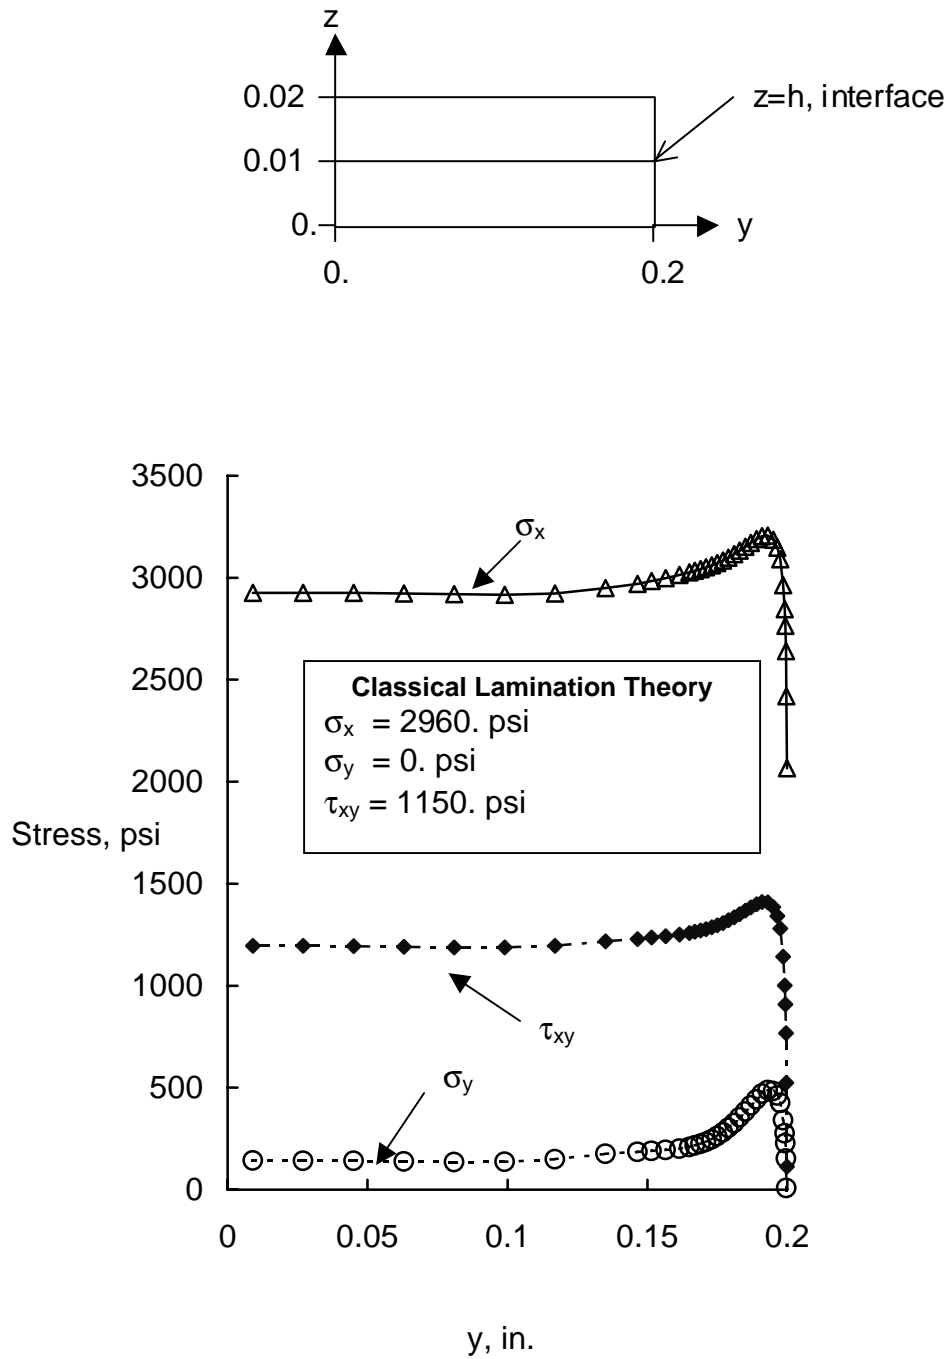 z
0.02
z=h, interface
0.01
0.
y
0.
0.2
3500
σx
3000
2500
Classical Lamination Theory
σx = 2960. psi
σy = 0. psi
τxy = 1150. psi
2000
Stress, psi
1500
1000
τxy
σy
500
0
0 0.05 0.1 0.15 0.2
y, in.